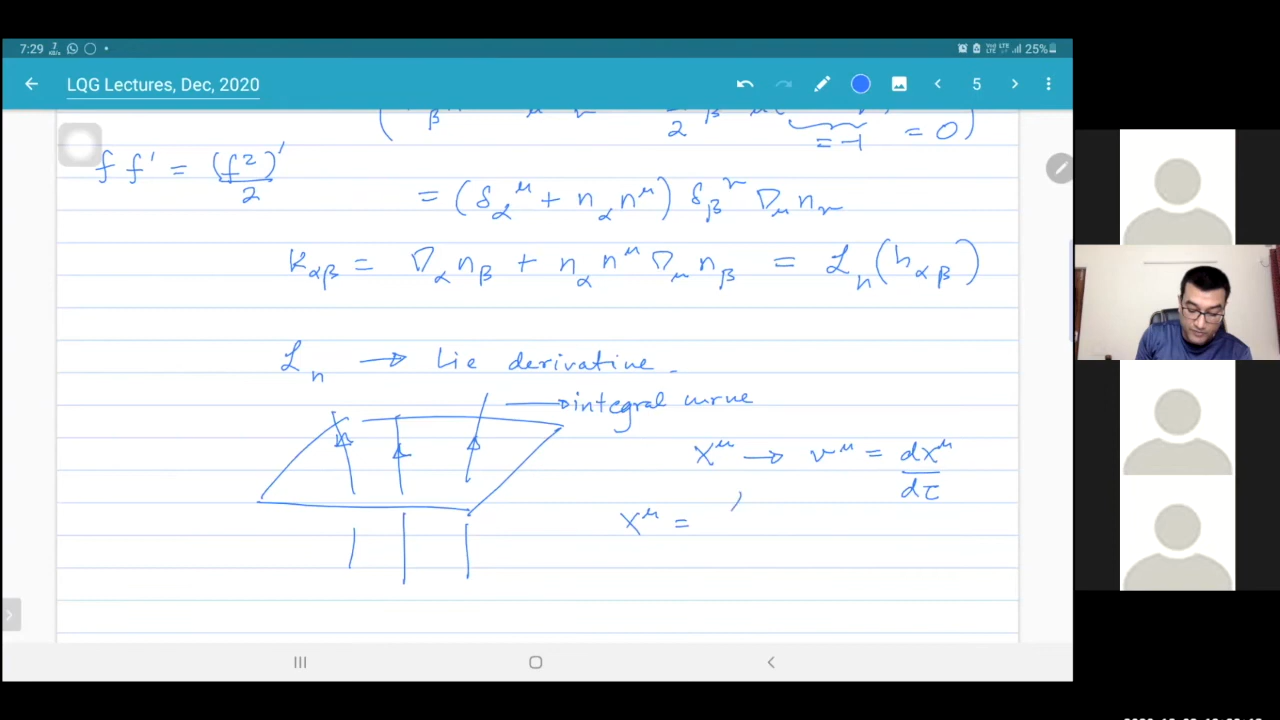 7:29
25%
LQG Lectures, Dec, 2020
5
= -1
= 0)
f f' = (f²)'/2
= (δ_α^μ + n_α n^μ) δ_β^ν ∇_μ n_ν
K_αβ = ∇_α n_β + n_α n^μ ∇_μ n_β = ℒ_n (h_αβ)
ℒ_n → Lie derivative.
→ integral curve
X^μ → v^μ = dx^μ/dτ
X^μ =